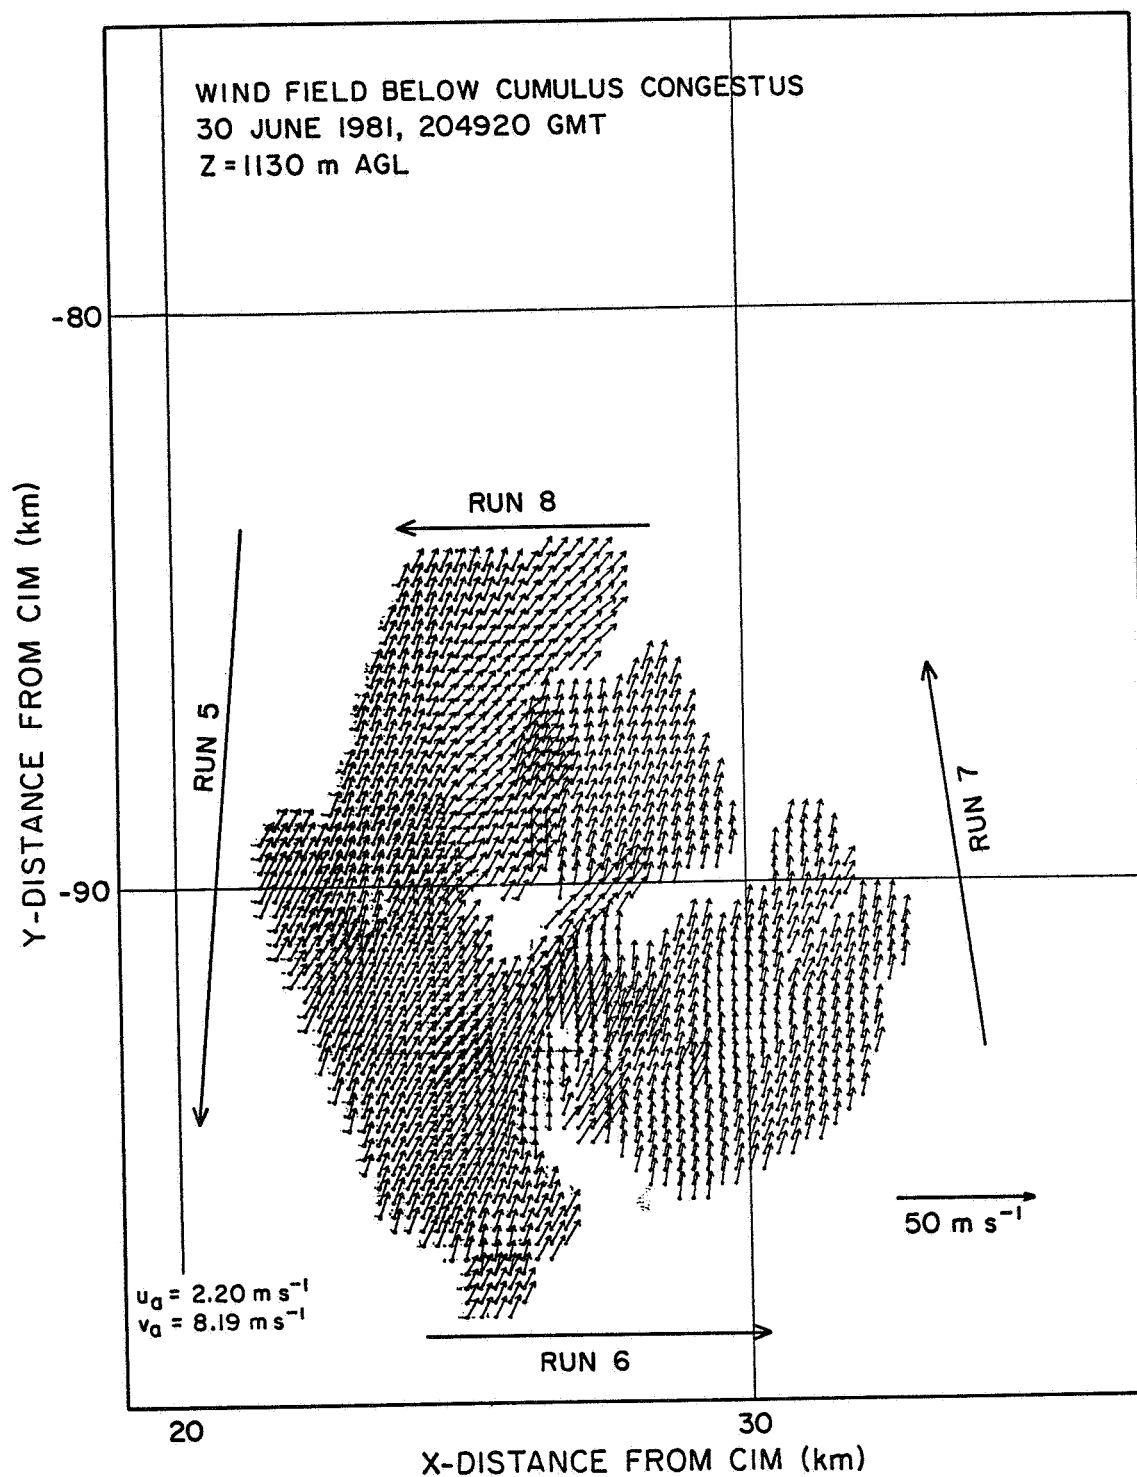 WIND FIELD BELOW CUMULUS CONGESTUS
30 JUNE 1981, 204920 GMT
Z = 1130 m AGL
-80
RUN 8
RUN 5
RUN 7
Y-DISTANCE FROM CIM (km)
-90
50 m s⁻¹
uₐ = 2.20 m s⁻¹
vₐ = 8.19 m s⁻¹
RUN 6
20
30
X-DISTANCE FROM CIM (km)